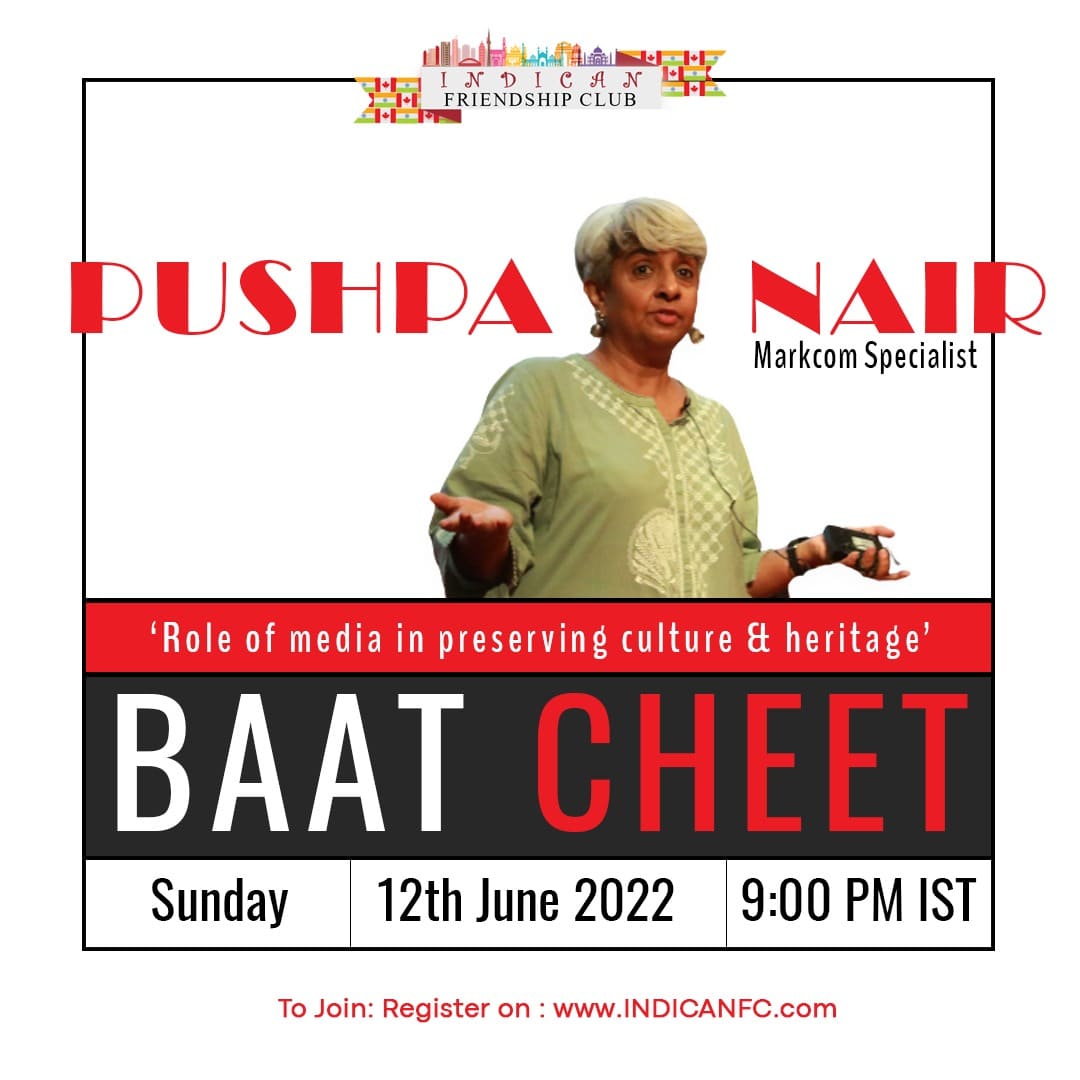 INDICAN
FRIENDSHIP CLUB
PUSHPA NAIR
Markcom Specialist
‘Role of media in preserving culture & heritage’
BAAT CHEET
Sunday 12th June 2022 9:00 PM IST
To Join: Register on : www.INDICANFC.com